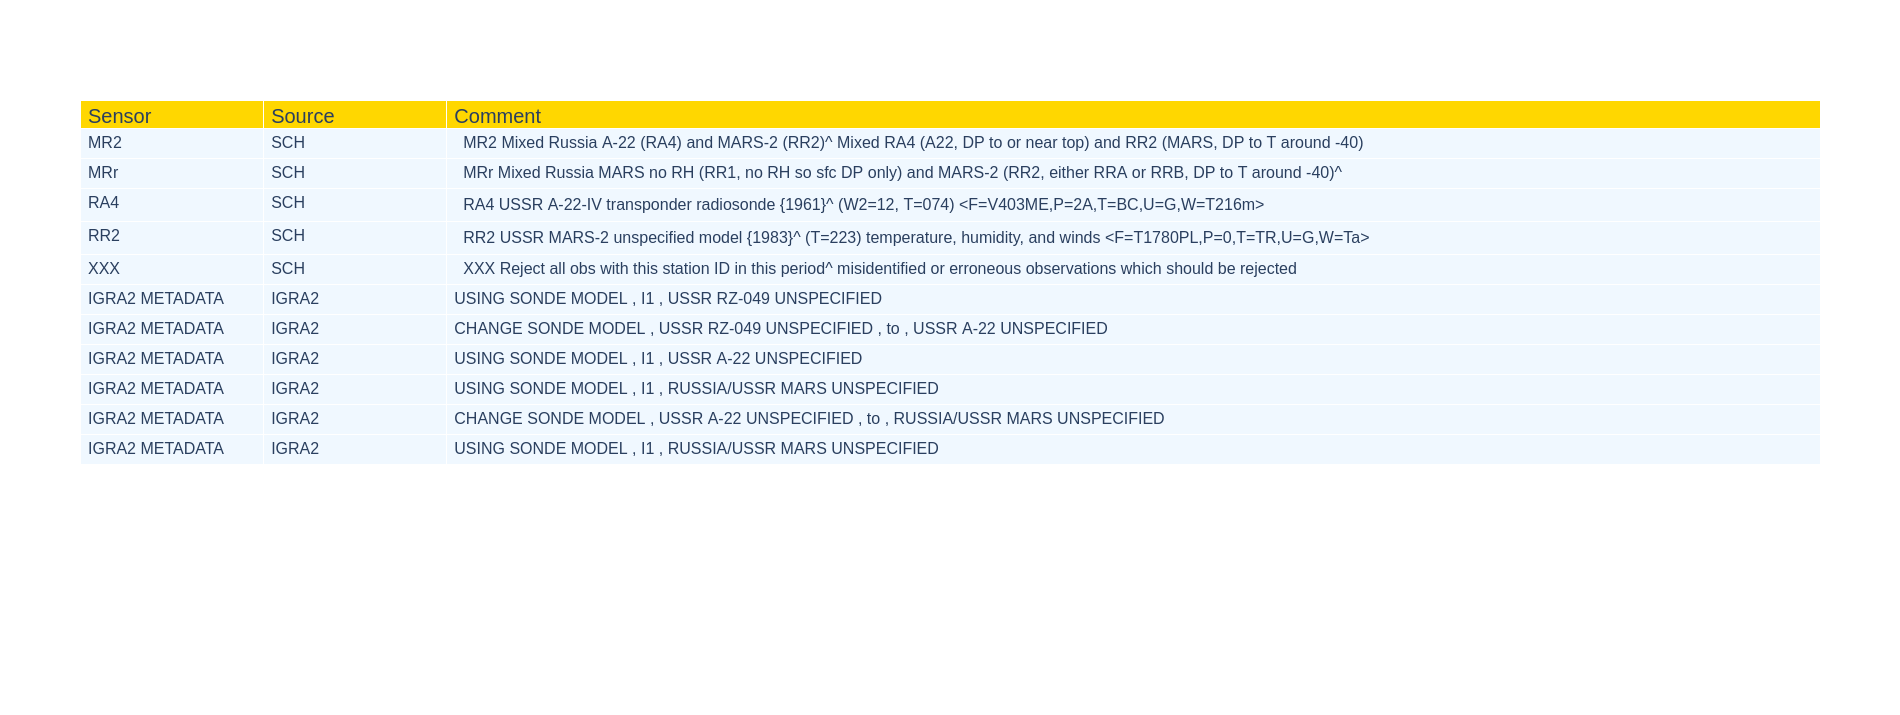 Sensor Source Comment
MR2 SCH MR2 Mixed Russia A-22 (RA4) and MARS-2 (RR2)^ Mixed RA4 (A22, DP to or near top) and RR2 (MARS, DP to T around -40)
MRr SCH MRr Mixed Russia MARS no RH (RR1, no RH so sfc DP only) and MARS-2 (RR2, either RRA or RRB, DP to T around -40)^
RA4 SCH RA4 USSR A-22-IV transponder radiosonde {1961}^ (W2=12, T=074) <F=V403ME,P=2A,T=BC,U=G,W=T216m>
RR2 SCH RR2 USSR MARS-2 unspecified model {1983}^ (T=223) temperature, humidity, and winds <F=T1780PL,P=0,T=TR,U=G,W=Ta>
XXX SCH XXX Reject all obs with this station ID in this period^ misidentified or erroneous observations which should be rejected
IGRA2 METADATA IGRA2 USING SONDE MODEL , I1 , USSR RZ-049 UNSPECIFIED
IGRA2 METADATA IGRA2 CHANGE SONDE MODEL , USSR RZ-049 UNSPECIFIED , to , USSR A-22 UNSPECIFIED
IGRA2 METADATA IGRA2 USING SONDE MODEL , I1 , USSR A-22 UNSPECIFIED
IGRA2 METADATA IGRA2 USING SONDE MODEL , I1 , RUSSIA/USSR MARS UNSPECIFIED
IGRA2 METADATA IGRA2 CHANGE SONDE MODEL , USSR A-22 UNSPECIFIED , to , RUSSIA/USSR MARS UNSPECIFIED
IGRA2 METADATA IGRA2 USING SONDE MODEL , I1 , RUSSIA/USSR MARS UNSPECIFIED